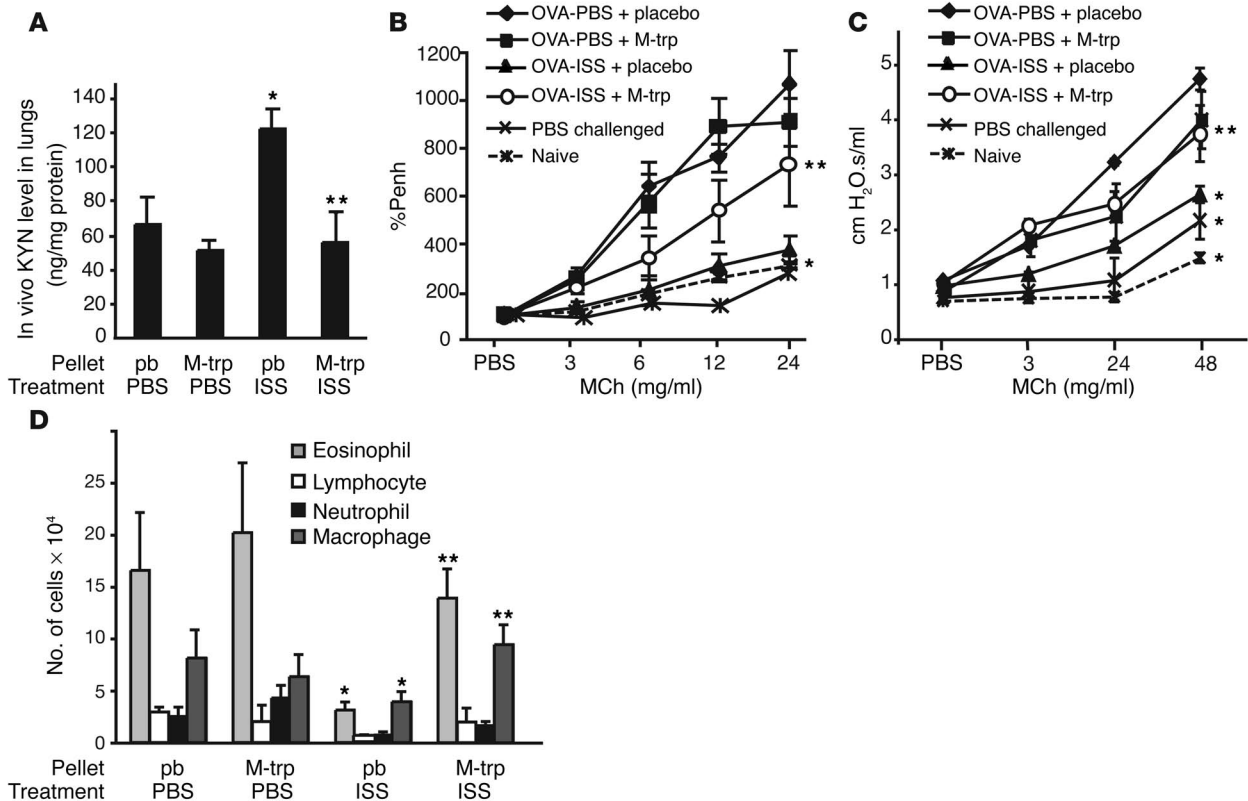 A
In vivo KYN level in lungs
(ng/mg protein)
140
120
100
80
60
40
20
0
*
**
Pellet pb M-trp pb M-trp
Treatment PBS PBS ISS ISS
B
OVA-PBS + placebo
OVA-PBS + M-trp
OVA-ISS + placebo
OVA-ISS + M-trp
PBS challenged
Naive
%Penh
1200
1000
800
600
400
200
0
**
*
PBS 3 6 12 24
MCh (mg/ml)
C
OVA-PBS + placebo
OVA-PBS + M-trp
OVA-ISS + placebo
OVA-ISS + M-trp
PBS challenged
Naive
cm H2O.s/ml
5
4
3
2
1
0
**
*
*
*
PBS 3 24 48
MCh (mg/ml)
D
Eosinophil
Lymphocyte
Neutrophil
Macrophage
No. of cells × 10⁴
25
20
15
10
5
0
*
*
**
**
Pellet pb M-trp pb M-trp
Treatment PBS PBS ISS ISS